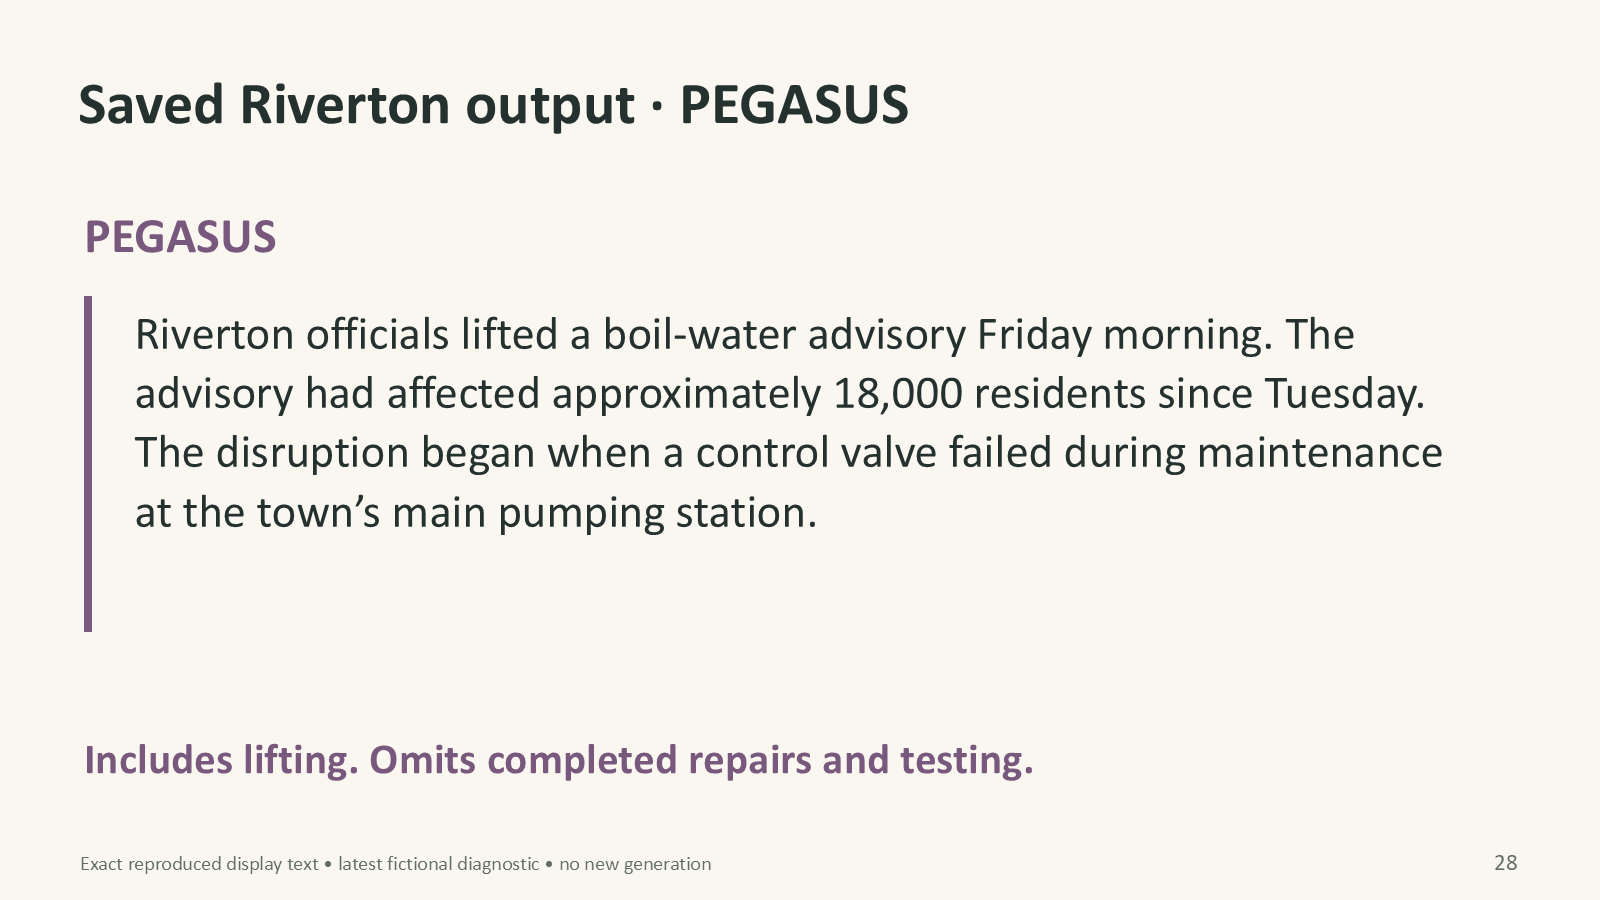 Saved Riverton output · PEGASUS
PEGASUS
Riverton officials lifted a boil-water advisory Friday morning. The
advisory had affected approximately 18,000 residents since Tuesday.
The disruption began when a control valve failed during maintenance
at the town’s main pumping station.
Includes lifting. Omits completed repairs and testing.
Exact reproduced display text • latest fictional diagnostic • no new generation
28